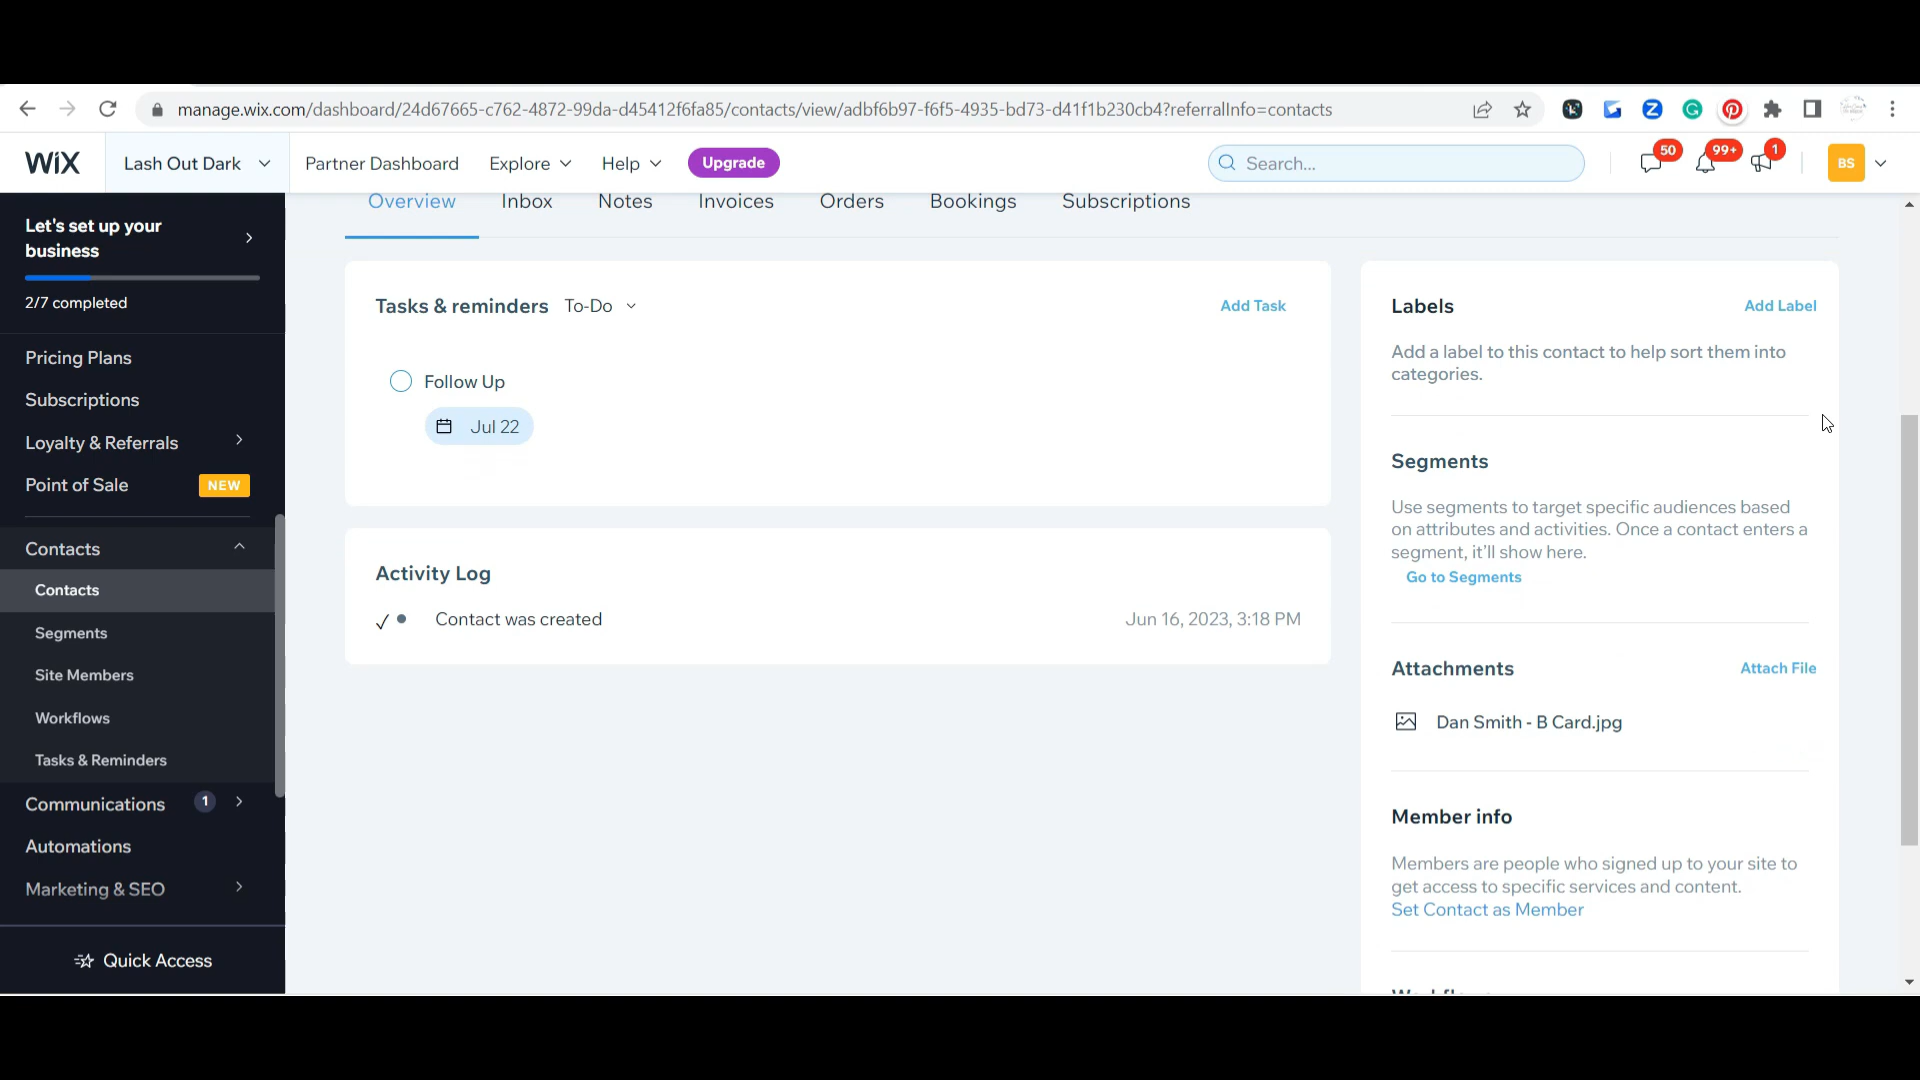 manage.wix.com/dashboard/24d67665-c762-4872-99da-d45412f6fa85/contacts/view/adbf6b97-f6f5-4935-bd73-d41f1b230cb4?referralInfo=contacts
WiX
Lash Out Dark
Partner Dashboard
Explore
Help
Upgrade
Search...
50
99+
1
BS
Let's set up your
business
2/7 completed
Pricing Plans
Subscriptions
Loyalty & Referrals
Point of Sale
NEW
Contacts
Contacts
Segments
Site Members
Workflows
Tasks & Reminders
Communications
1
Automations
Marketing & SEO
Quick Access
Overview
Inbox
Notes
Invoices
Orders
Bookings
Subscriptions
Tasks & reminders
To-Do
Add Task
Follow Up
Jul 22
Activity Log
Contact was created
Jun 16, 2023, 3:18 PM
Labels
Add Label
Add a label to this contact to help sort them into
categories.
Segments
Use segments to target specific audiences based
on attributes and activities. Once a contact enters a
segment, it'll show here.
Go to Segments
Attachments
Attach File
Dan Smith - B Card.jpg
Member info
Members are people who signed up to your site to
get access to specific services and content.
Set Contact as Member